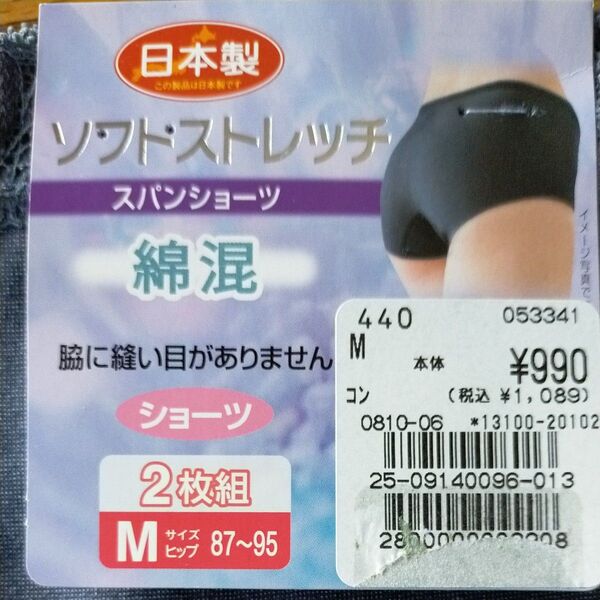 日本製
この製品は日本製です
ソフトストレッチ
スパンショーツ
綿混
脇に縫い目がありません
ショーツ
2枚組
M サイズ ヒップ 87～95
イメージ写真で
440 053341
M 本体 ¥990
コン (税込 ¥1,089)
0810-06 *13100-20102
25-09140096-013